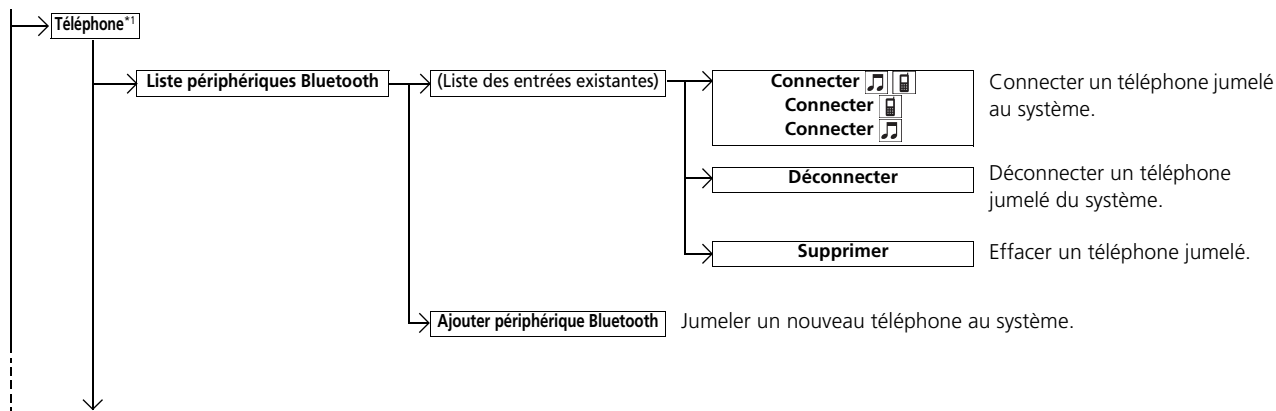 Téléphone*1
Liste périphériques Bluetooth
(Liste des entrées existantes)
Connecter
Connecter
Connecter
Connecter un téléphone jumelé
au système.
Déconnecter
Déconnecter un téléphone
jumelé du système.
Supprimer
Effacer un téléphone jumelé.
Ajouter périphérique Bluetooth
Jumeler un nouveau téléphone au système.